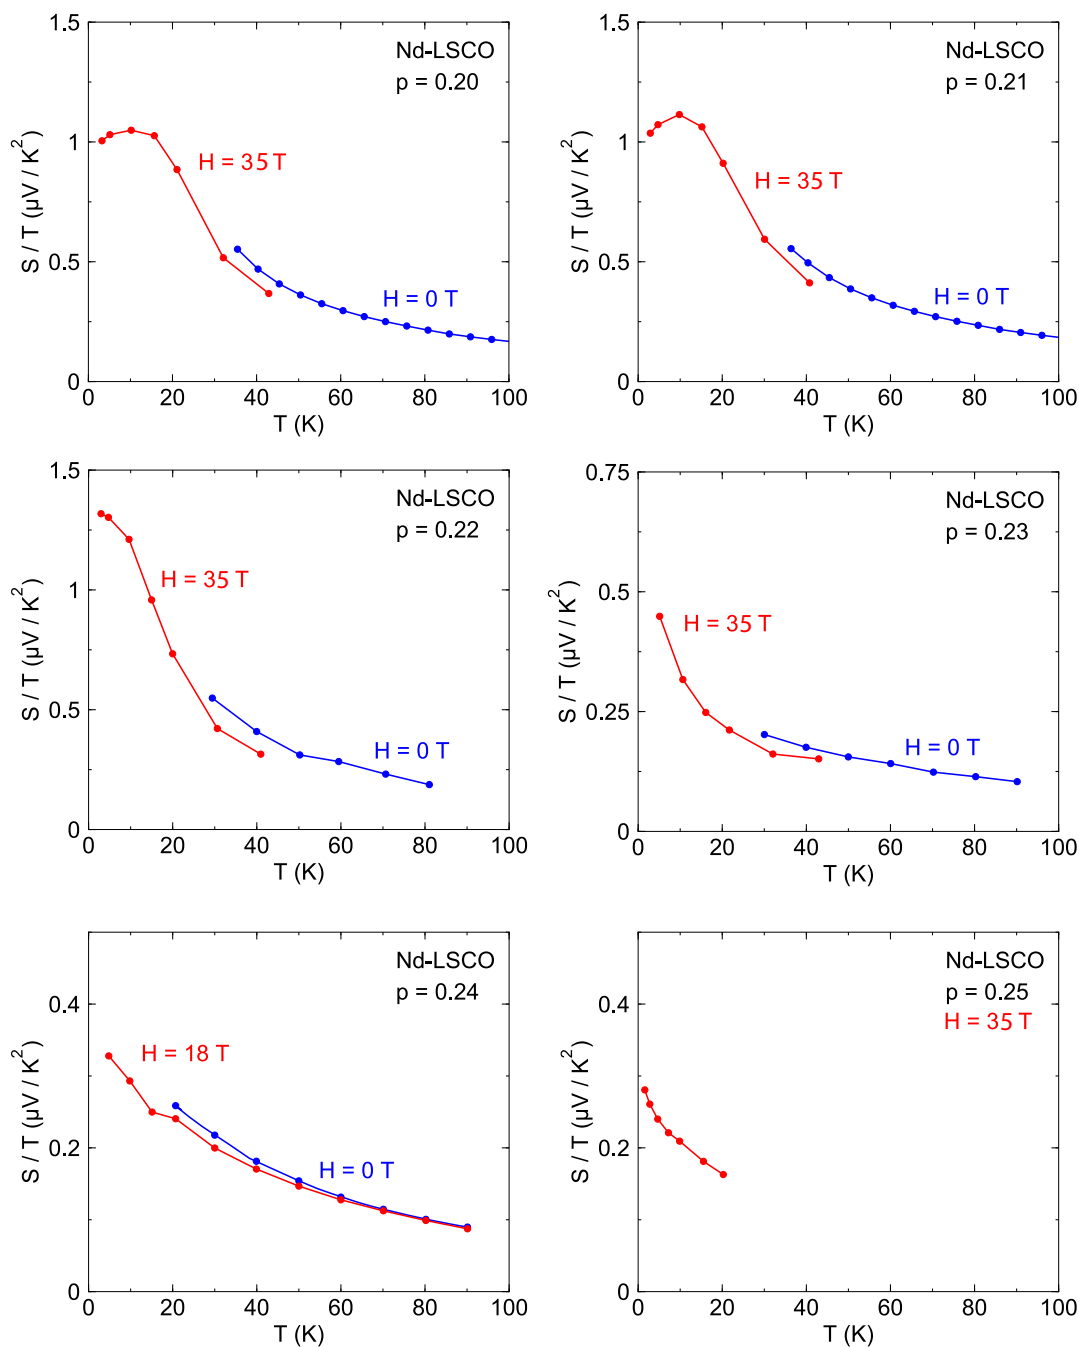 1.5
1
0.5
0
S / T (µV / K²)
Nd-LSCO
p = 0.20
H = 35 T
H = 0 T
0 20 40 60 80 100
T (K)
1.5
1
0.5
0
S / T (µV / K²)
Nd-LSCO
p = 0.21
H = 35 T
H = 0 T
0 20 40 60 80 100
T (K)
1.5
1
0.5
0
S / T (µV / K²)
Nd-LSCO
p = 0.22
H = 35 T
H = 0 T
0 20 40 60 80 100
T (K)
0.75
0.5
0.25
0
S / T (µV / K²)
Nd-LSCO
p = 0.23
H = 35 T
H = 0 T
0 20 40 60 80 100
T (K)
0.4
0.2
0
S / T (µV / K²)
Nd-LSCO
p = 0.24
H = 18 T
H = 0 T
0 20 40 60 80 100
T (K)
0.4
0.2
0
S / T (µV / K²)
Nd-LSCO
p = 0.25
H = 35 T
0 20 40 60 80 100
T (K)